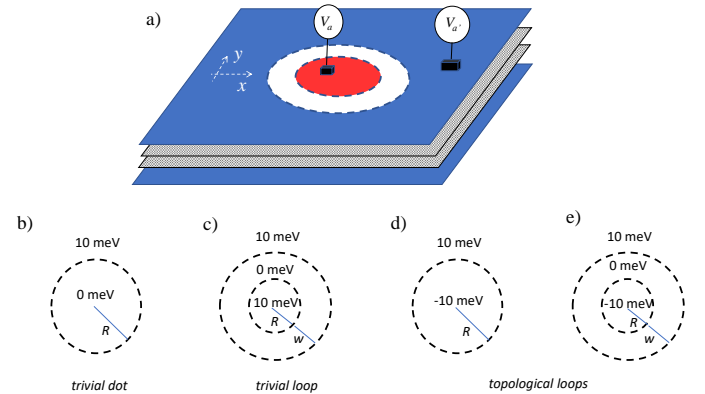 a)
V_a
V_a'
y
x
b)
c)
d)
e)
10 meV
10 meV
10 meV
10 meV
0 meV
0 meV
0 meV
10 meV
-10 meV
-10 meV
R
R
w
R
R
w
trivial dot
trivial loop
topological loops